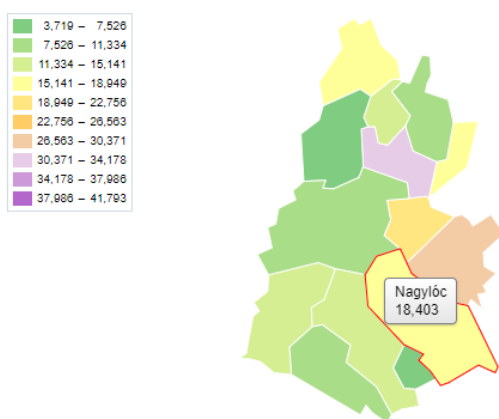 3,719 – 7,526
7,526 – 11,334
11,334 – 15,141
15,141 – 18,949
18,949 – 22,756
22,756 – 26,563
26,563 – 30,371
30,371 – 34,178
34,178 – 37,986
37,986 – 41,793
Nagylóc
18,403